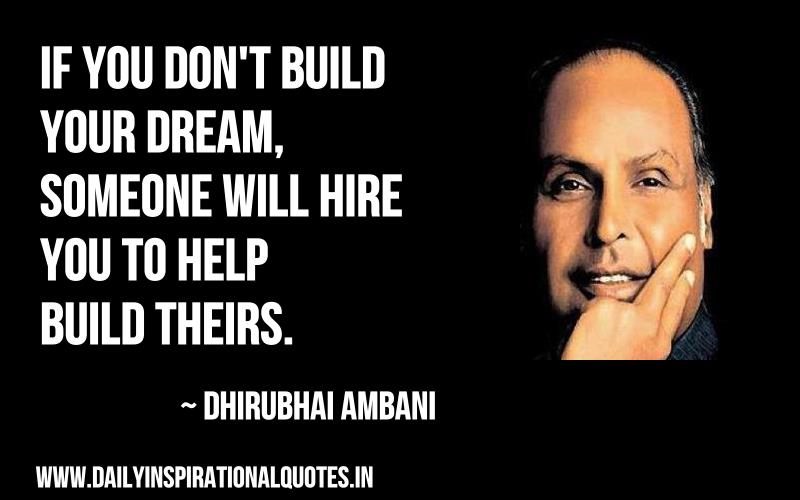 IF YOU DON'T BUILD
YOUR DREAM,
SOMEONE WILL HIRE
YOU TO HELP
BUILD THEIRS.
~ DHIRUBHAI AMBANI
WWW.DAILYINSPIRATIONALQUOTES.IN